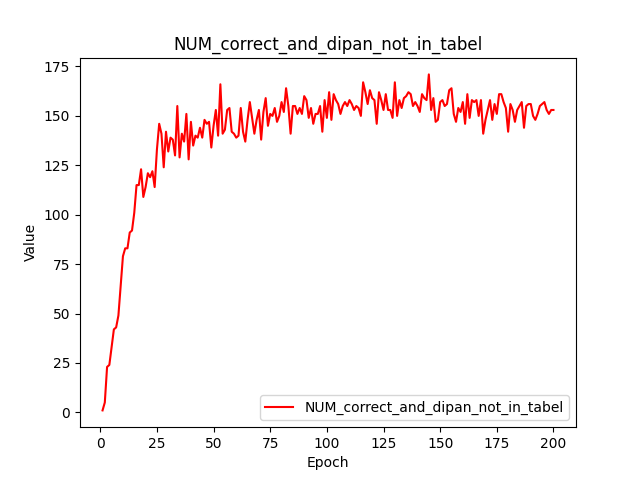 NUM_correct_and_dipan_not_in_tabel
175
150
125
100
75
50
25
0
Value
0 25 50 75 100 125 150 175 200
Epoch
NUM_correct_and_dipan_not_in_tabel